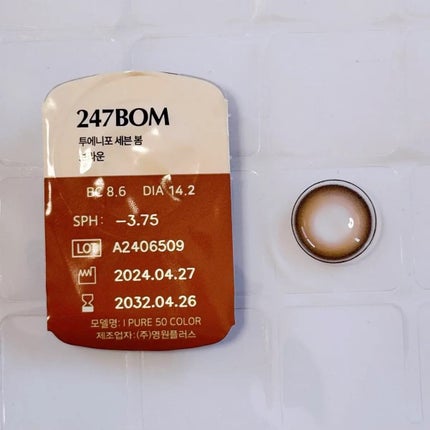 247BOM
투에니포 세븐 봄
BC 8.6 DIA 14.2
SPH: -3.75
LOT A2406509
2024.04.27
2032.04.26
모델명: I PURE 50 COLOR
제조업자:(주)명원플러스